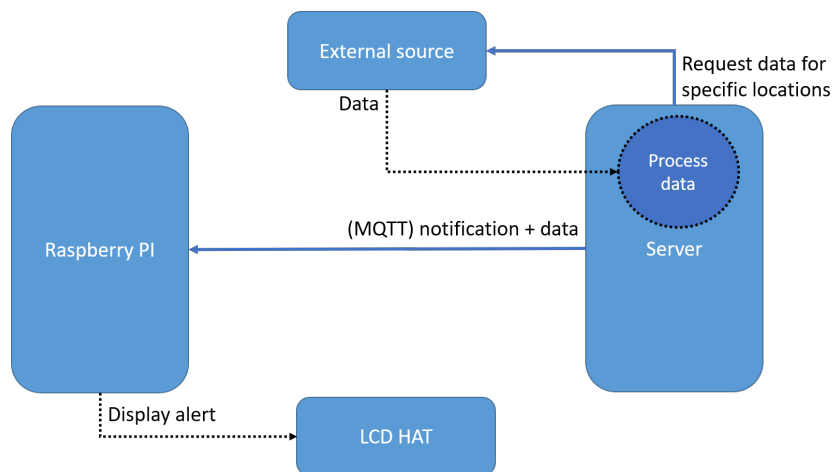 External source
Request data for
specific locations
Data
Process
data
(MQTT) notification + data
Raspberry PI
Server
Display alert
LCD HAT